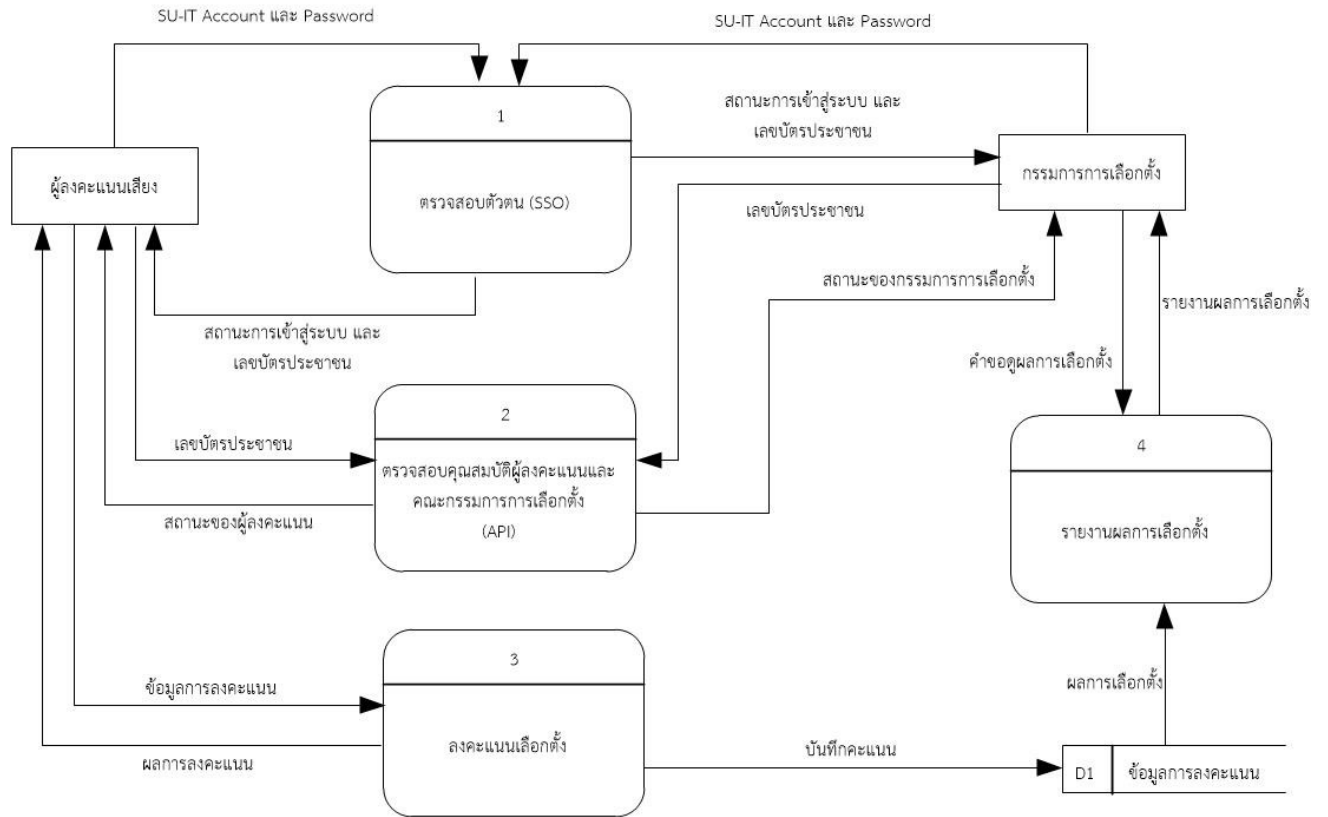 SU-IT Account และ Password
SU-IT Account และ Password
1
ตรวจสอบตัวตน (SSO)
สถานะการเข้าสู่ระบบ และ
เลขบัตรประชาชน
ผู้ลงคะแนนเสียง
กรรมการการเลือกตั้ง
เลขบัตรประชาชน
สถานะของกรรมการการเลือกตั้ง
รายงานผลการเลือกตั้ง
สถานะการเข้าสู่ระบบ และ
เลขบัตรประชาชน
คำขอดูผลการเลือกตั้ง
2
ตรวจสอบคุณสมบัติผู้ลงคะแนนและ
คณะกรรมการการเลือกตั้ง
(API)
เลขบัตรประชาชน
สถานะของผู้ลงคะแนน
4
รายงานผลการเลือกตั้ง
3
ลงคะแนนเลือกตั้ง
ข้อมูลการลงคะแนน
ผลการลงคะแนน
ผลการเลือกตั้ง
บันทึกคะแนน
D1
ข้อมูลการลงคะแนน